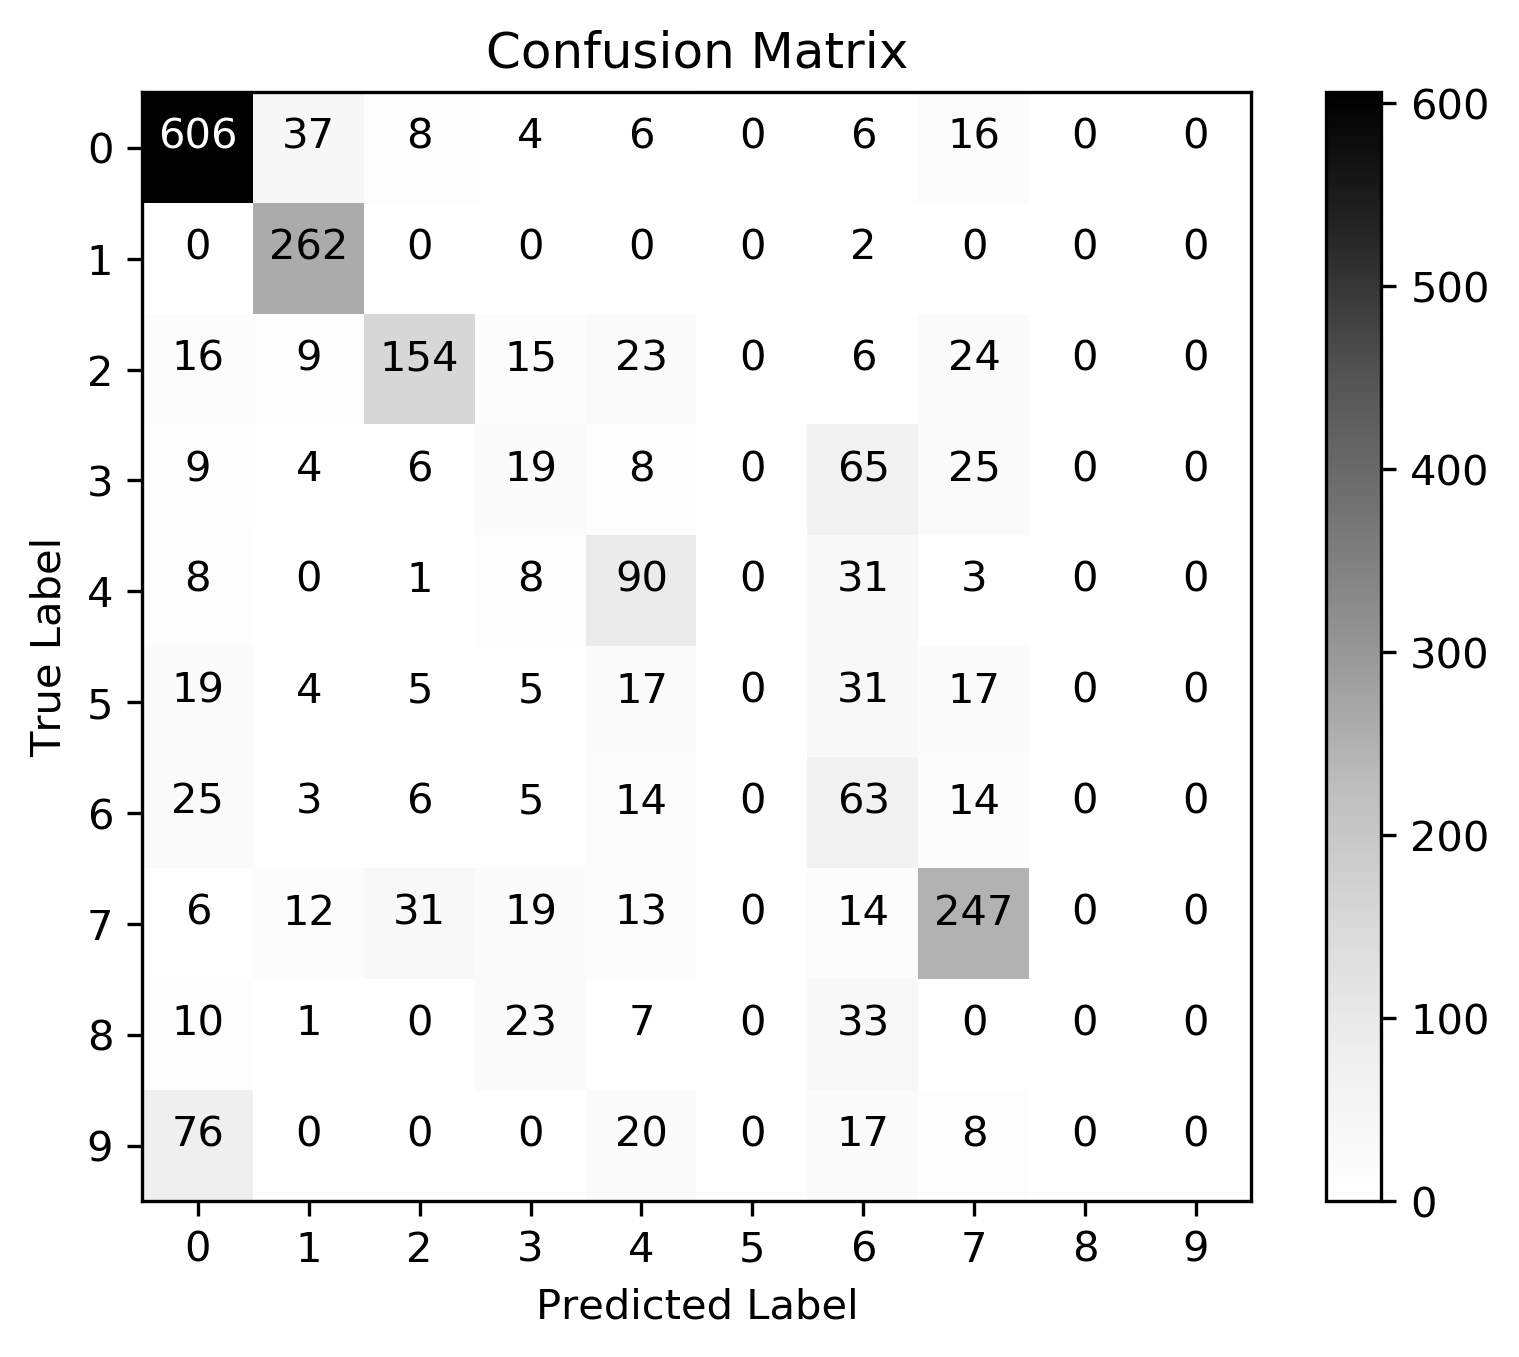 Confusion Matrix
0 606 37 8 4 6 0 6 16 0 0
1 0 262 0 0 0 0 2 0 0 0
2 16 9 154 15 23 0 6 24 0 0
3 9 4 6 19 8 0 65 25 0 0
4 8 0 1 8 90 0 31 3 0 0
5 19 4 5 5 17 0 31 17 0 0
6 25 3 6 5 14 0 63 14 0 0
7 6 12 31 19 13 0 14 247 0 0
8 10 1 0 23 7 0 33 0 0 0
9 76 0 0 0 20 0 17 8 0 0
0 1 2 3 4 5 6 7 8 9
Predicted Label
True Label
600
500
400
300
200
100
0